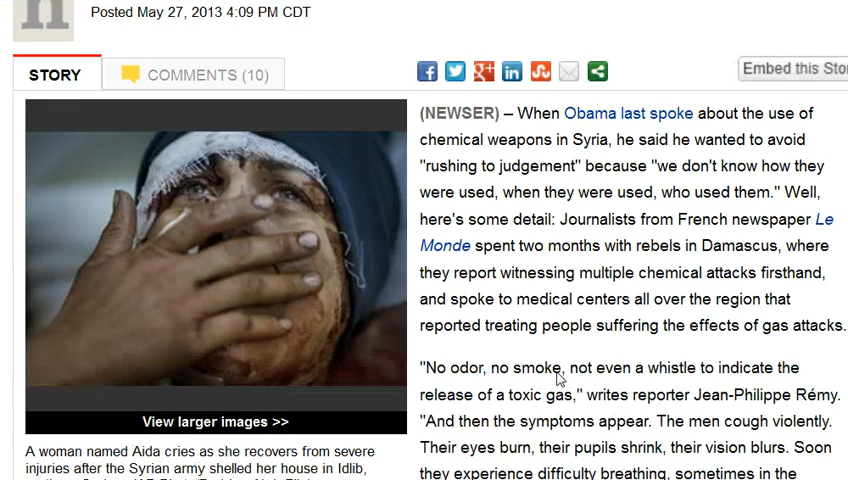 Posted May 27, 2013 4:09 PM CDT
STORY
COMMENTS (10)
Embed this Stor
(NEWSER) – When Obama last spoke about the use of
chemical weapons in Syria, he said he wanted to avoid
"rushing to judgement" because "we don't know how they
were used, when they were used, who used them." Well,
here's some detail: Journalists from French newspaper Le
Monde spent two months with rebels in Damascus, where
they report witnessing multiple chemical attacks firsthand,
and spoke to medical centers all over the region that
reported treating people suffering the effects of gas attacks.
"No odor, no smoke, not even a whistle to indicate the
release of a toxic gas," writes reporter Jean-Philippe Rémy.
"And then the symptoms appear. The men cough violently.
Their eyes burn, their pupils shrink, their vision blurs. Soon
they experience difficulty breathing, sometimes in the
View larger images >>
A woman named Aida cries as she recovers from severe
injuries after the Syrian army shelled her house in Idlib,